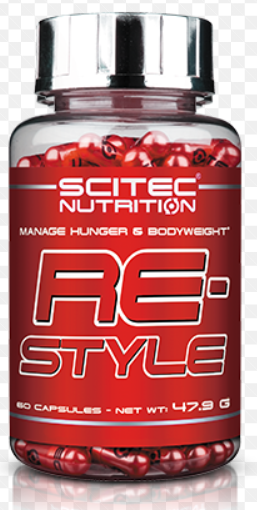 SCITEC®
NUTRITION
MANAGE HUNGER & BODYWEIGHT*
RE-
STYLE
60 CAPSULES - NET WT: 47.9 G